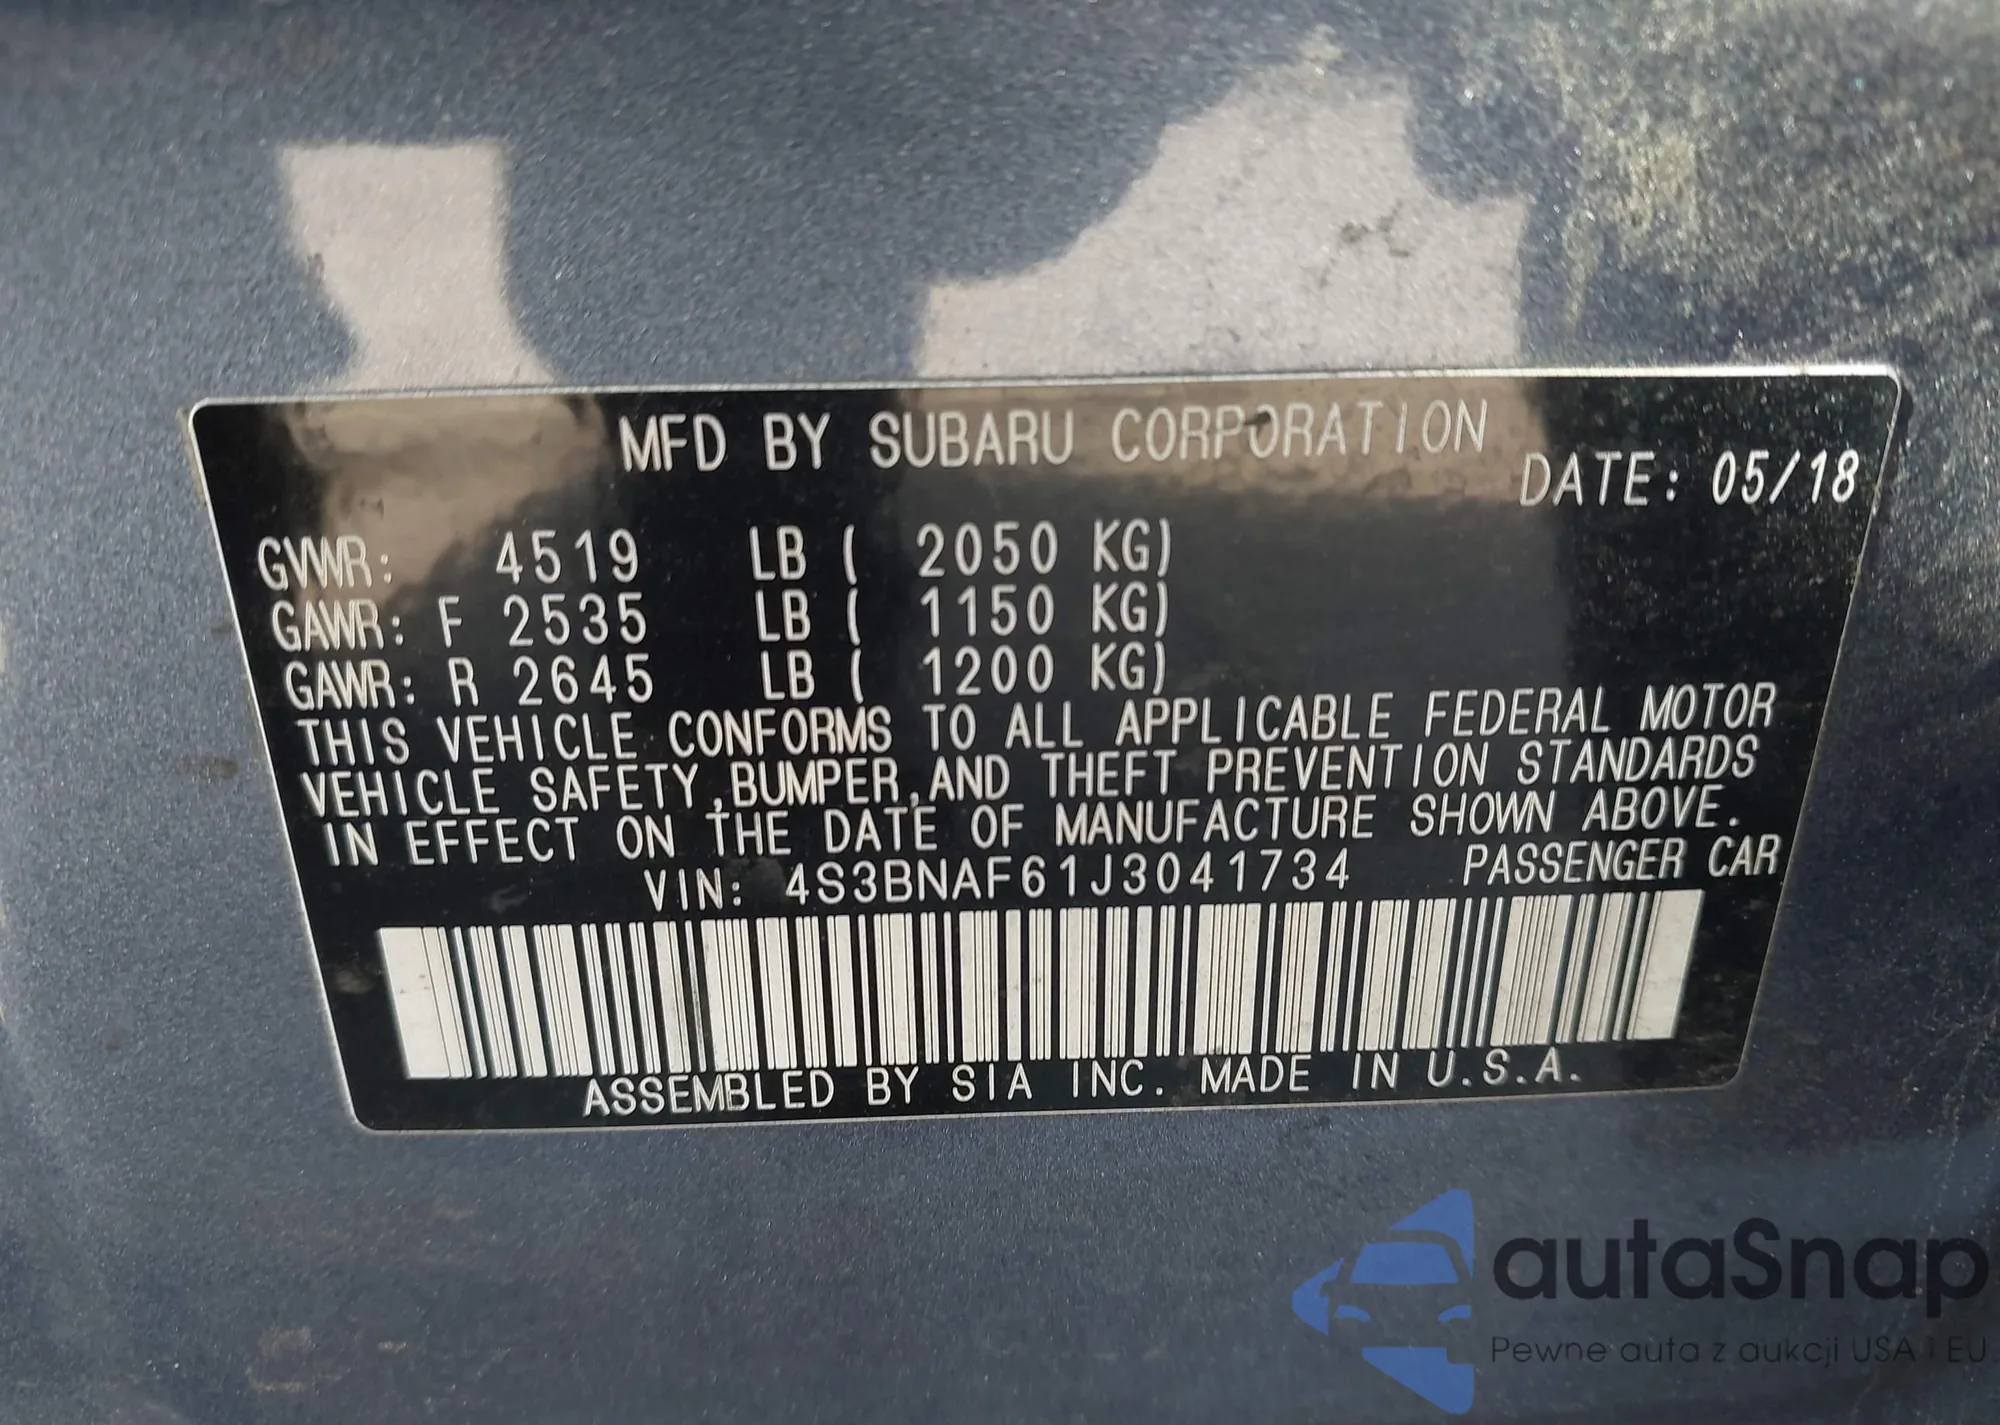 MFD BY SUBARU CORPORATION
DATE: 05/18
GVWR: 4519 LB ( 2050 KG)
GAWR: F 2535 LB ( 1150 KG)
GAWR: R 2645 LB ( 1200 KG)
THIS VEHICLE CONFORMS TO ALL APPLICABLE FEDERAL MOTOR
VEHICLE SAFETY,BUMPER,AND THEFT PREVENTION STANDARDS
IN EFFECT ON THE DATE OF MANUFACTURE SHOWN ABOVE.
VIN: 4S3BNAF61J3041734 PASSENGER CAR
ASSEMBLED BY SIA INC. MADE IN U.S.A.
autaSnap
Pewne auta z aukcji USA i EU